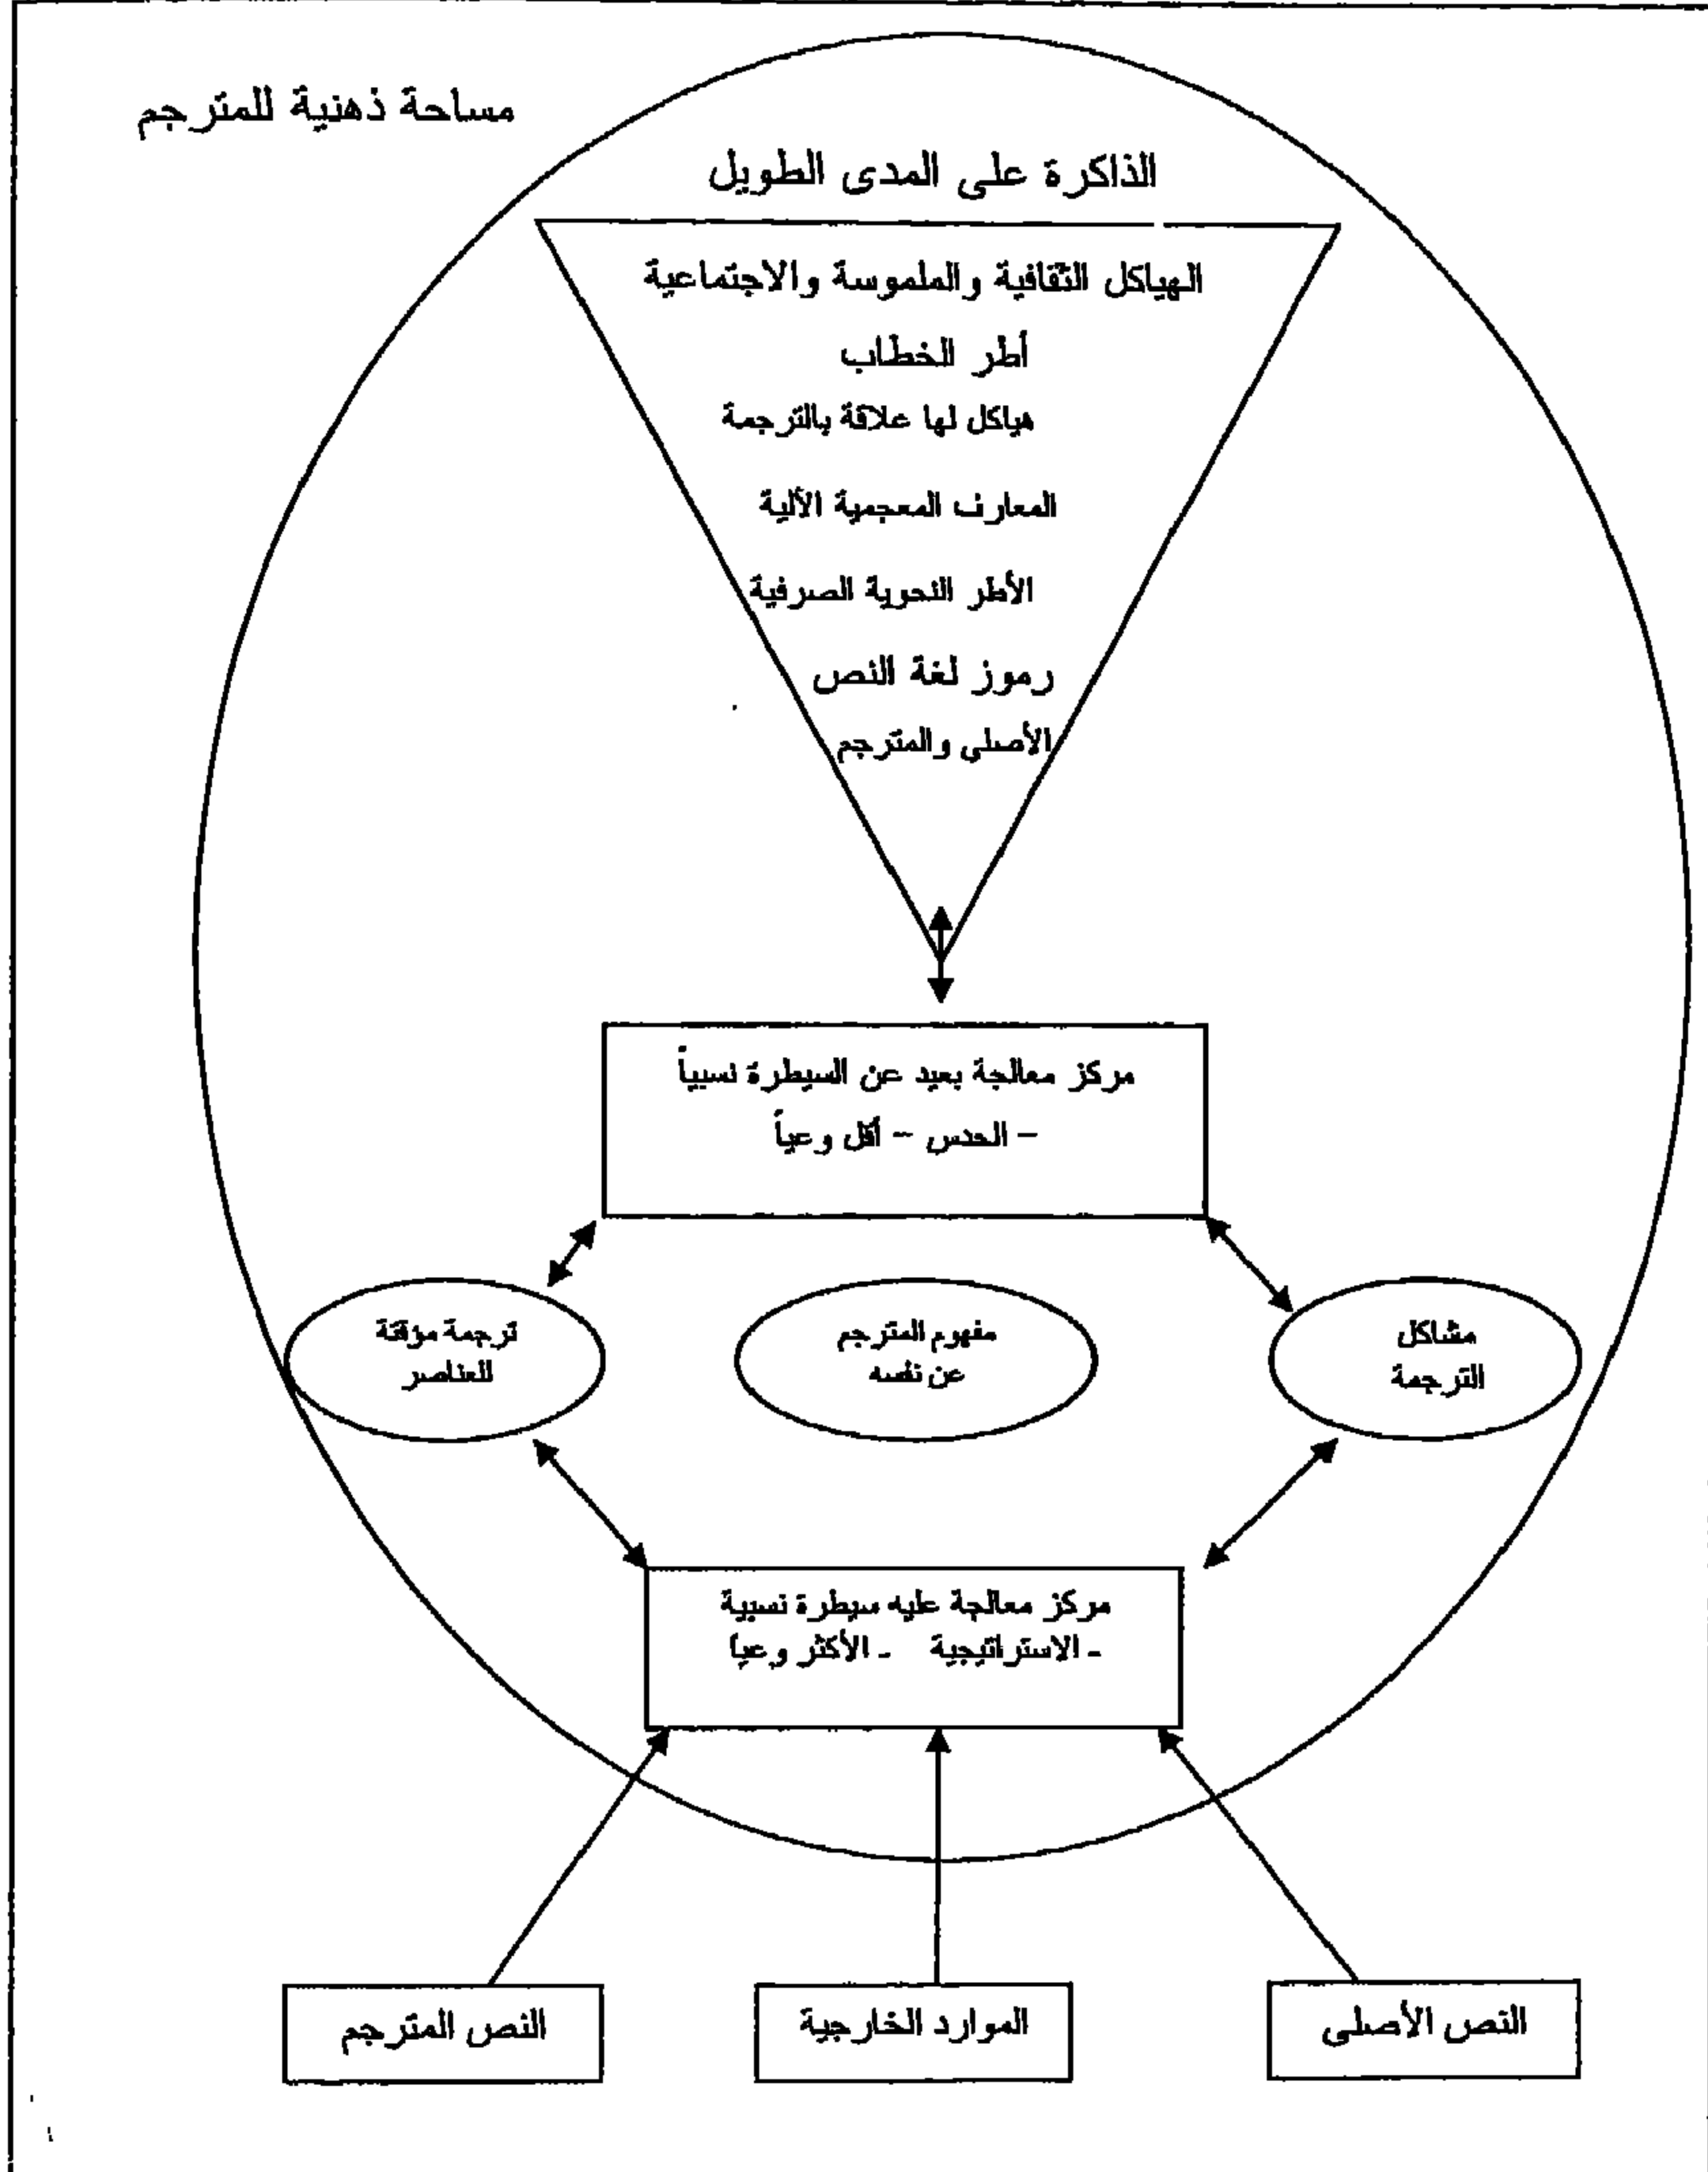 مساحة ذهنية للمترجم
الذاكرة على المدى الطويل
الهياكل الثقافية والملموسة والاجتماعية
أطر الخطاب
هياكل لها علاقة بالترجمة
المعارف المعجمية الآلية
الأطر النحوية الصرفية
رموز لغة النص
الأصلى والمترجم
مركز معالجة بعيد عن السيطرة نسبياً
– الحدس – أقل وعياً
مشاكل
الترجمة
مفهوم المترجم
عن نفسه
ترجمة مؤقتة
للعناصر
مركز معالجة عليه سيطرة نسبية
- الاستراتيجية - الأكثر وعيا
النص الأصلى
الموارد الخارجية
النص المترجم